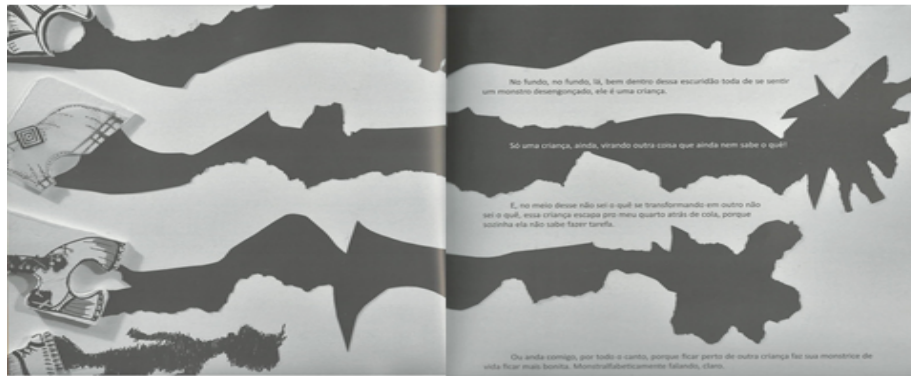 No fundo, no fundo, lá, bem dentro dessa escuridão toda de se sentir
um monstro desengonçado, ele é uma criança.
Só uma criança, ainda, virando outra coisa que ainda nem sabe o quê!
E, no meio desse não sei o quê se transformando em outro não
sei o quê, essa criança escapa pro meu quarto atrás de cola, porque
sozinha ela não sabe fazer tarefa.
Ou anda comigo, por todo o canto, porque ficar perto de outra criança faz sua monstrice de
vida ficar mais bonita. Monstralfabeticamente falando, claro.